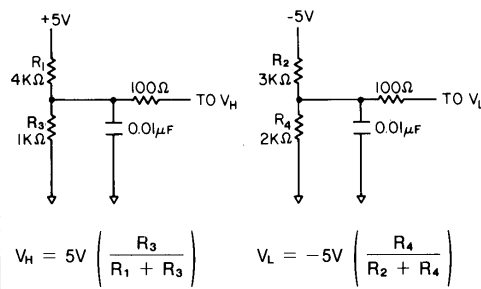 +5V
R1
4KΩ
100Ω
TO VH
R3
1KΩ
0.01μF
-5V
R2
3KΩ
100Ω
TO VL
R4
2KΩ
0.01μF
VH = 5V ( R3 / R1 + R3 )
VL = -5V ( R4 / R2 + R4 )